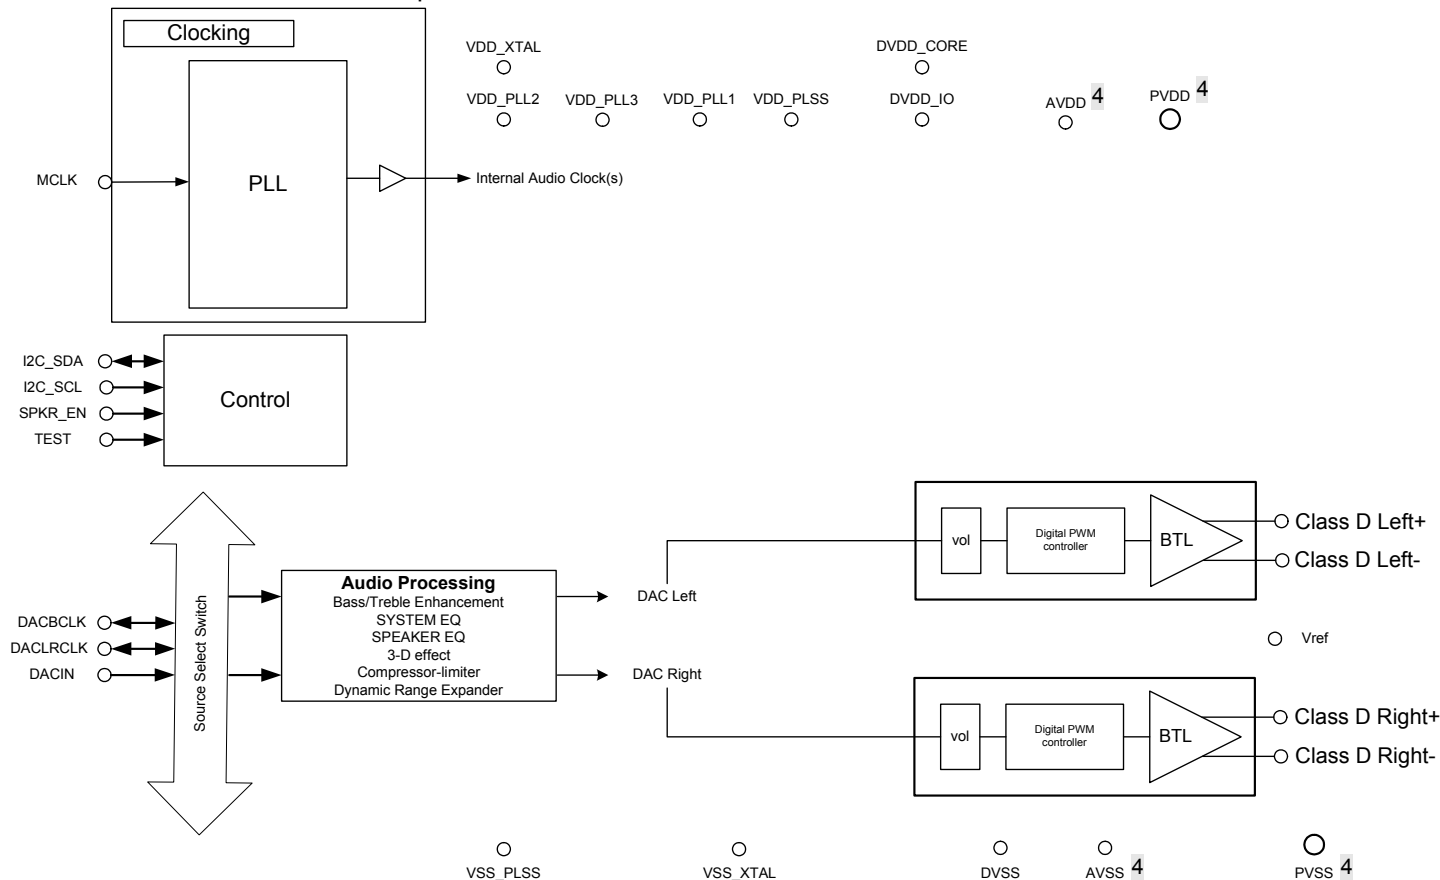 Clocking
VDD_XTAL
DVDD_CORE
VDD_PLL2 VDD_PLL3 VDD_PLL1 VDD_PLSS DVDD_IO AVDD 4 PVDD 4
MCLK
PLL
Internal Audio Clock(s)
I2C_SDA
I2C_SCL
SPKR_EN
TEST
Control
Source Select Switch
DACBCLK
DACLRCLK
DACIN
Audio Processing
Bass/Treble Enhancement
SYSTEM EQ
SPEAKER EQ
3-D effect
Compressor-limiter
Dynamic Range Expander
DAC Left
DAC Right
vol
Digital PWM
controller
BTL
Class D Left+
Class D Left-
Vref
vol
Digital PWM
controller
BTL
Class D Right+
Class D Right-
VSS_PLSS VSS_XTAL DVSS AVSS 4 PVSS 4